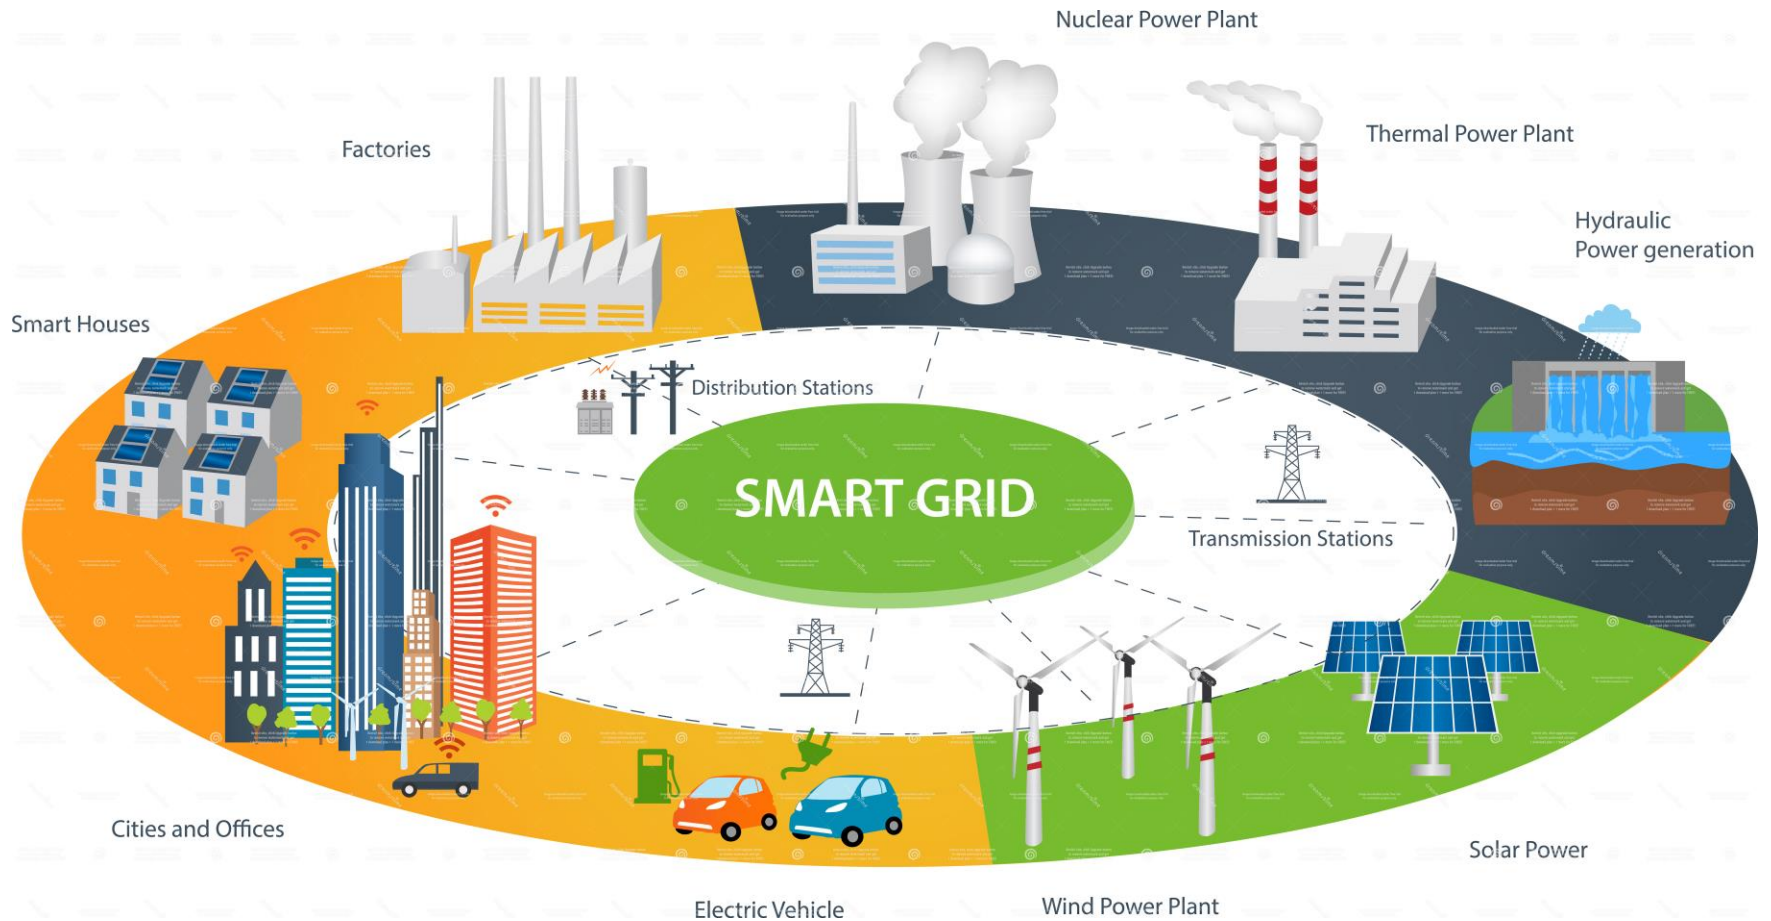 Nuclear Power Plant
Factories
Thermal Power Plant
Hydraulic
Power generation
Smart Houses
Distribution Stations
SMART GRID
Transmission Stations
Cities and Offices
Solar Power
Electric Vehicle
Wind Power Plant